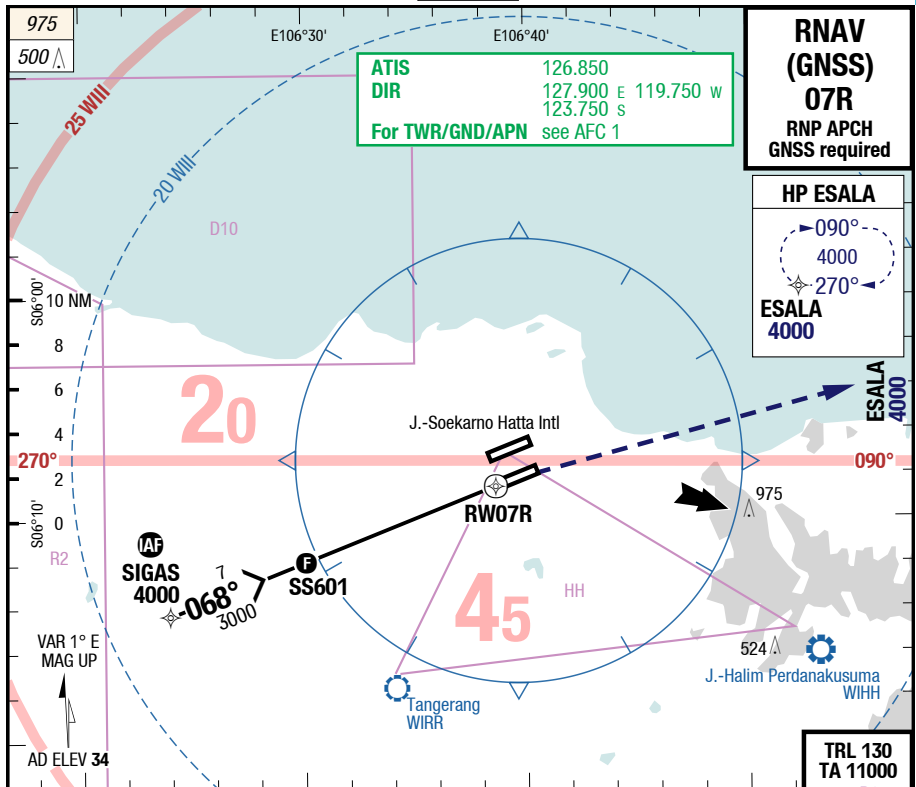 975
500
E106°30'
E106°40'
RNAV
(GNSS)
07R
RNP APCH
GNSS required
ATIS 126.850
DIR 127.900 E 119.750 W
123.750 S
For TWR/GND/APN see AFC 1
25 WIII
20 WIII
D10
HP ESALA
090°
4000
270°
ESALA
4000
S06°00'
10 NM
8
6
4
2
0
S06°10'
20
J.-Soekarno Hatta Intl
ESALA
4000
270°
090°
RW07R
975
IAF
SIGAS
4000
7
068°
3000
F
SS601
R2
45
HH
VAR 1° E
MAG UP
524
J.-Halim Perdanakusuma
WIHH
Tangerang
WIRR
AD ELEV 34
TRL 130
TA 11000